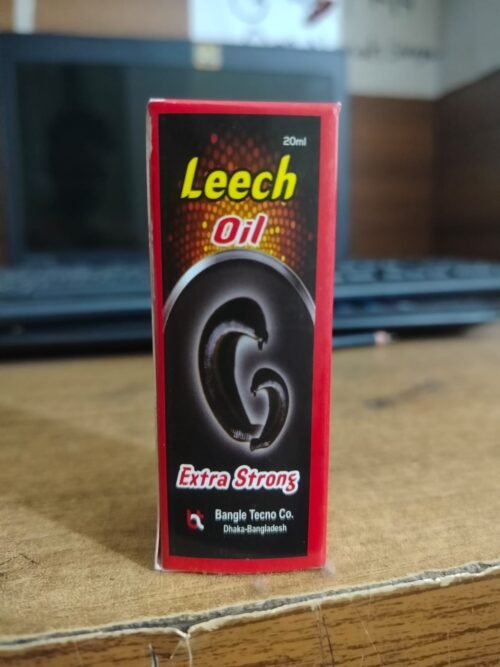 20ml
Leech
Oil
Extra Strong
Bangle Tecno Co.
Dhaka-Bangladesh